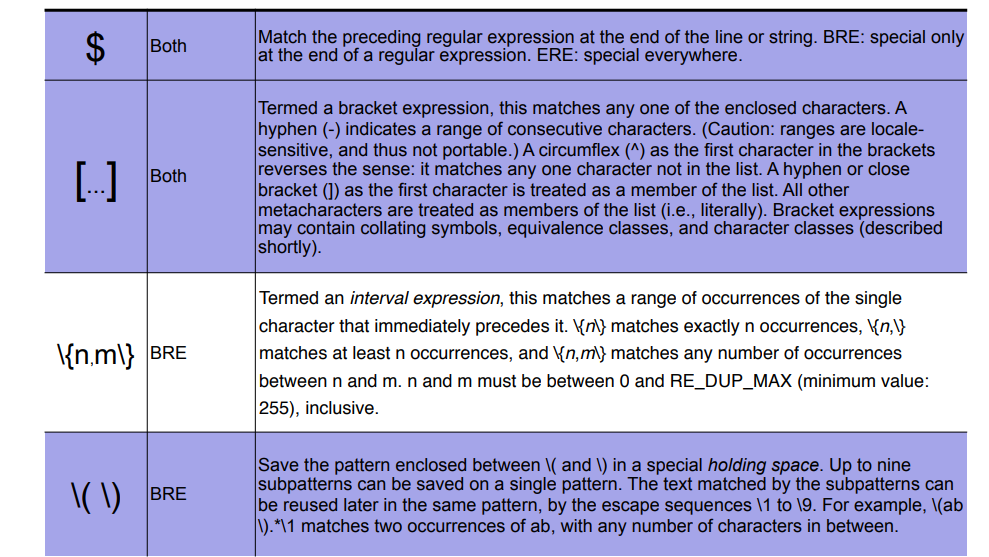 $
Both
Match the preceding regular expression at the end of the line or string. BRE: special only
at the end of a regular expression. ERE: special everywhere.
[...]
Both
Termed a bracket expression, this matches any one of the enclosed characters. A
hyphen (-) indicates a range of consecutive characters. (Caution: ranges are locale-
sensitive, and thus not portable.) A circumflex (^) as the first character in the brackets
reverses the sense: it matches any one character not in the list. A hyphen or close
bracket (]) as the first character is treated as a member of the list. All other
metacharacters are treated as members of the list (i.e., literally). Bracket expressions
may contain collating symbols, equivalence classes, and character classes (described
shortly).
\{n,m\}
BRE
Termed an interval expression, this matches a range of occurrences of the single
character that immediately precedes it. \{n\} matches exactly n occurrences, \{n,\}
matches at least n occurrences, and \{n,m\} matches any number of occurrences
between n and m. n and m must be between 0 and RE_DUP_MAX (minimum value:
255), inclusive.
\( \)
BRE
Save the pattern enclosed between \( and \) in a special holding space. Up to nine
subpatterns can be saved on a single pattern. The text matched by the subpatterns can
be reused later in the same pattern, by the escape sequences \1 to \9. For example, \(ab
\).*\1 matches two occurrences of ab, with any number of characters in between.